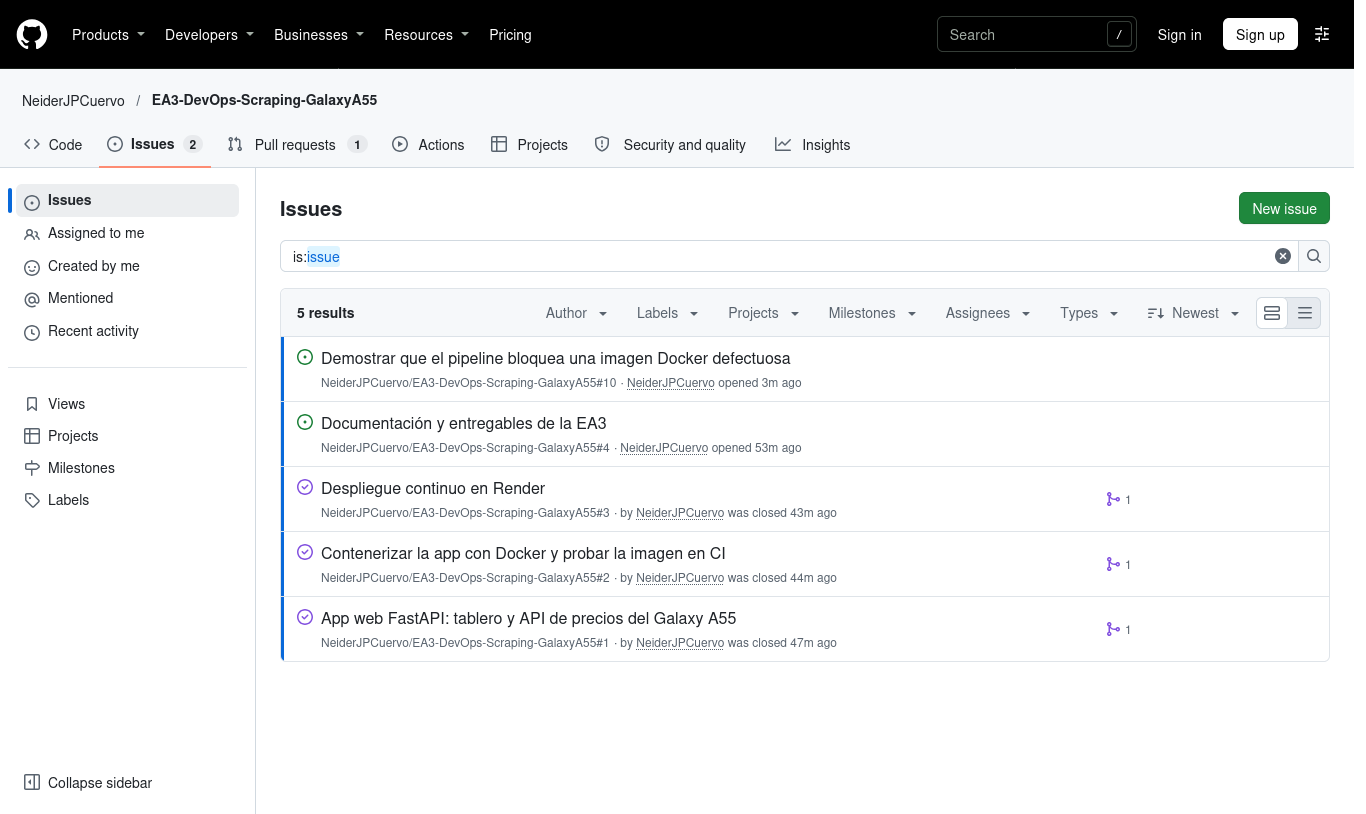 Products Developers Businesses Resources Pricing Search / Sign in Sign up
NeiderJPCuervo / EA3-DevOps-Scraping-GalaxyA55
Code Issues 2 Pull requests 1 Actions Projects Security and quality Insights
Issues
Assigned to me
Created by me
Mentioned
Recent activity
Views
Projects
Milestones
Labels
Collapse sidebar
Issues
New issue
is:issue
5 results Author Labels Projects Milestones Assignees Types Newest
Demostrar que el pipeline bloquea una imagen Docker defectuosa
NeiderJPCuervo/EA3-DevOps-Scraping-GalaxyA55#10 · NeiderJPCuervo opened 3m ago
Documentación y entregables de la EA3
NeiderJPCuervo/EA3-DevOps-Scraping-GalaxyA55#4 · NeiderJPCuervo opened 53m ago
Despliegue continuo en Render
1
NeiderJPCuervo/EA3-DevOps-Scraping-GalaxyA55#3 · by NeiderJPCuervo was closed 43m ago
Contenerizar la app con Docker y probar la imagen en CI
1
NeiderJPCuervo/EA3-DevOps-Scraping-GalaxyA55#2 · by NeiderJPCuervo was closed 44m ago
App web FastAPI: tablero y API de precios del Galaxy A55
1
NeiderJPCuervo/EA3-DevOps-Scraping-GalaxyA55#1 · by NeiderJPCuervo was closed 47m ago